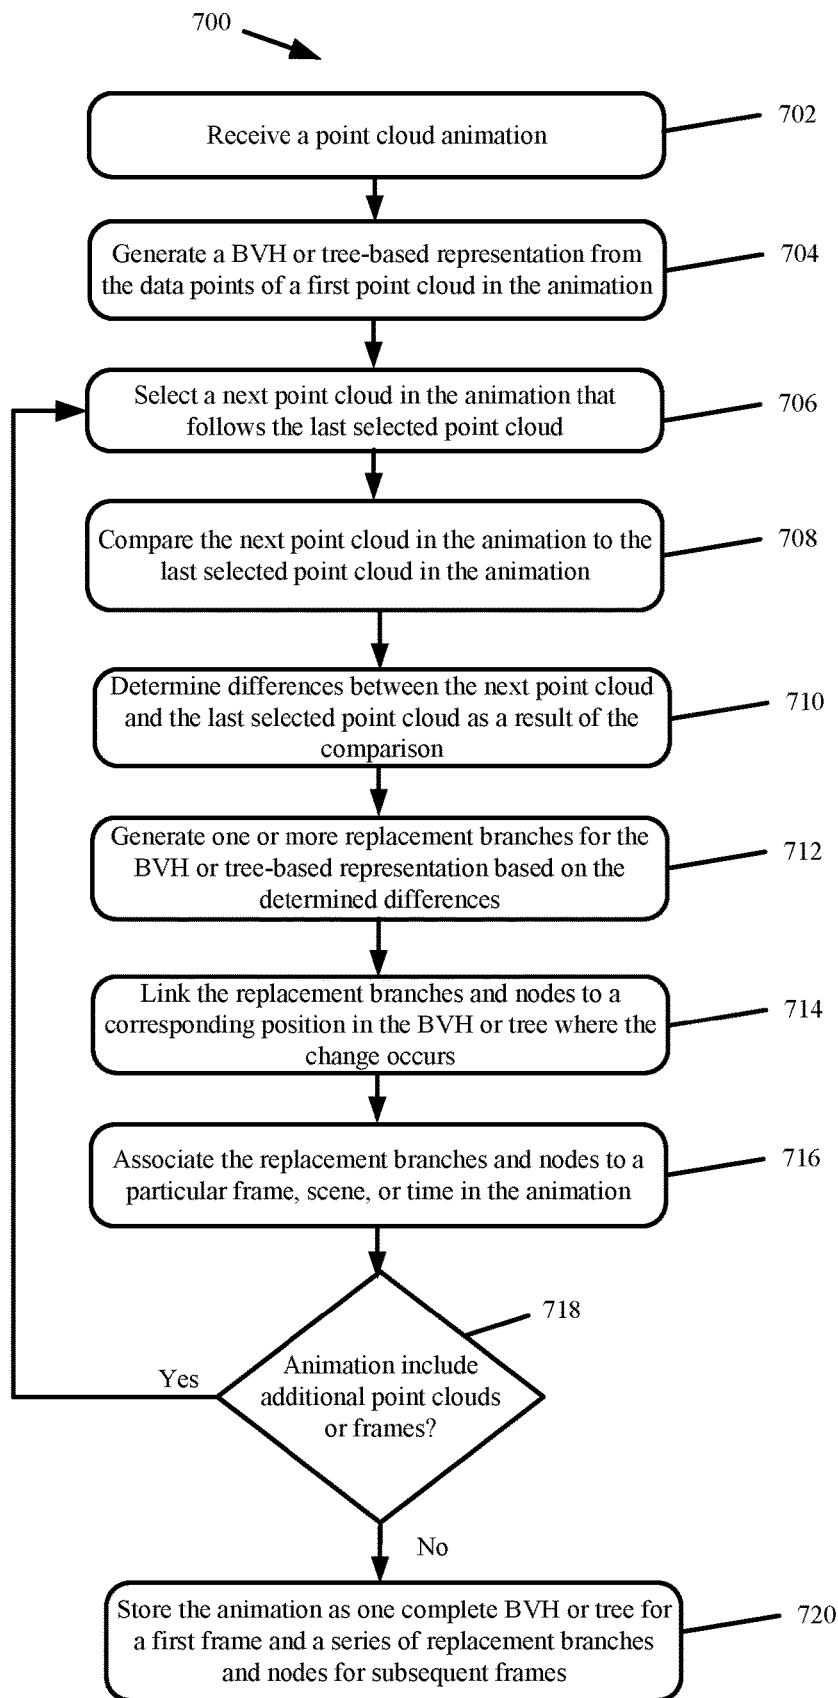 700
Receive a point cloud animation
702
Generate a BVH or tree-based representation from
the data points of a first point cloud in the animation
704
Select a next point cloud in the animation that
follows the last selected point cloud
706
Compare the next point cloud in the animation to the
last selected point cloud in the animation
708
Determine differences between the next point cloud
and the last selected point cloud as a result of the
comparison
710
Generate one or more replacement branches for the
BVH or tree-based representation based on the
determined differences
712
Link the replacement branches and nodes to a
corresponding position in the BVH or tree where the
change occurs
714
Associate the replacement branches and nodes to a
particular frame, scene, or time in the animation
716
718
Yes
Animation include
additional point clouds
or frames?
No
Store the animation as one complete BVH or tree for
a first frame and a series of replacement branches
and nodes for subsequent frames
720